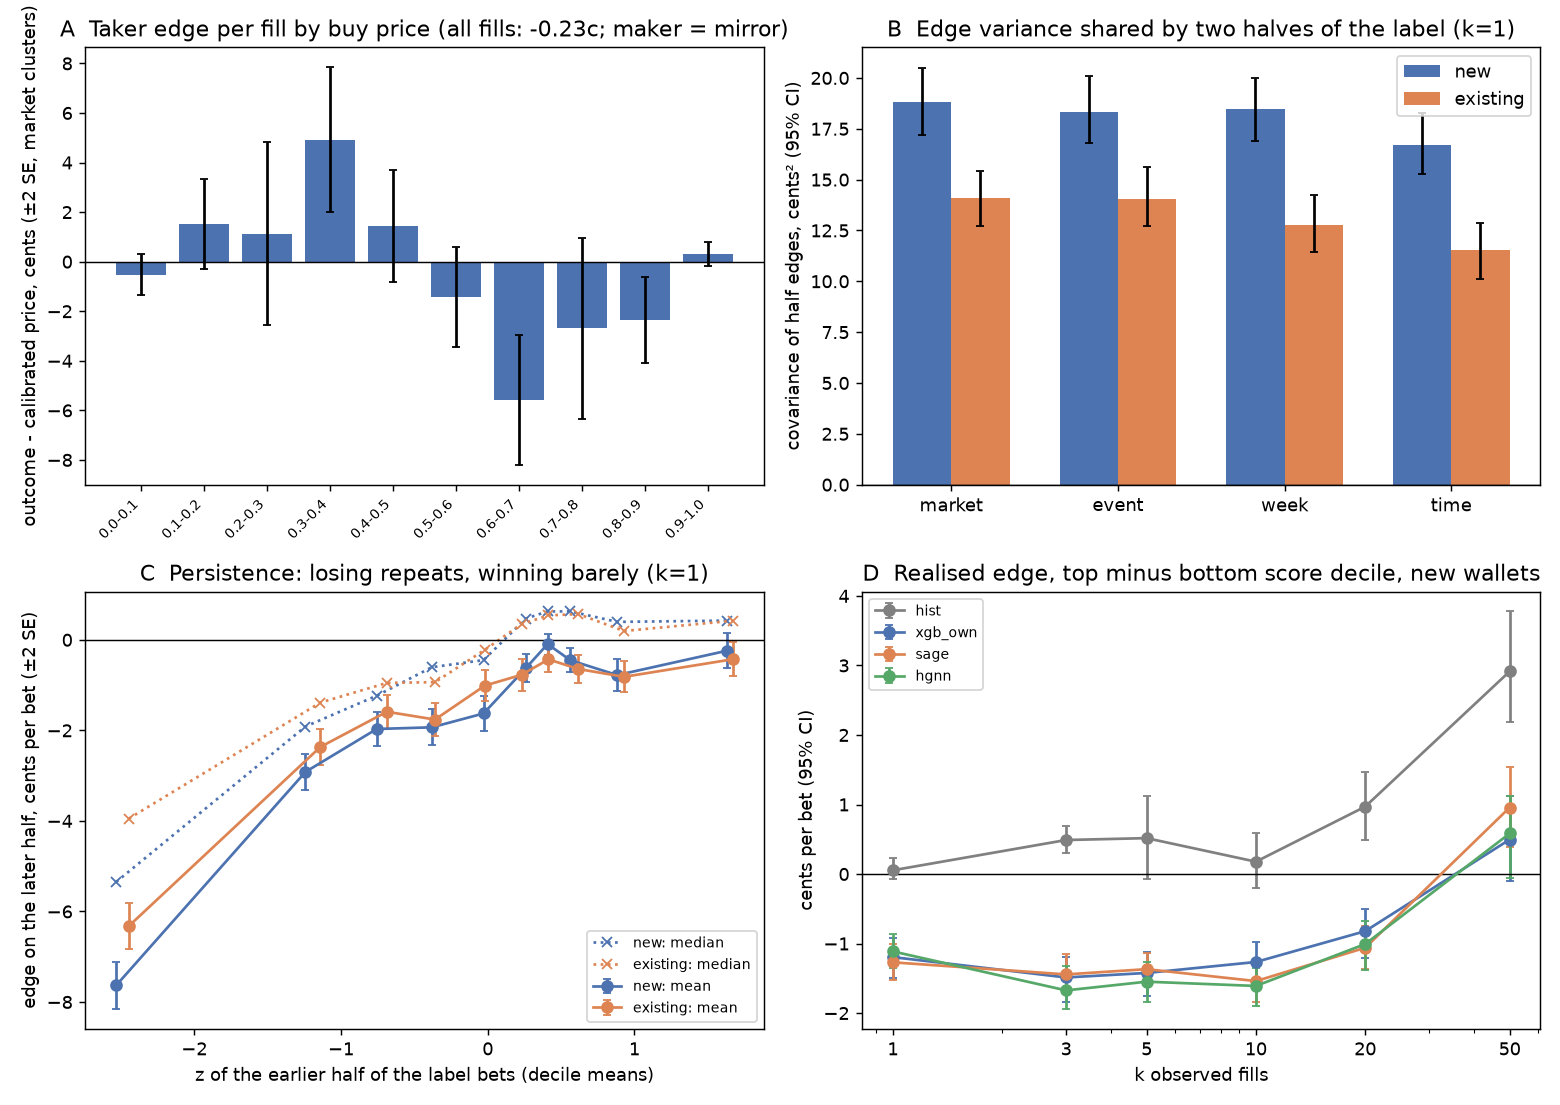 A  Taker edge per fill by buy price (all fills: -0.23c; maker = mirror)
outcome - calibrated price, cents (±2 SE, market clusters)
8
6
4
2
0
−2
−4
−6
−8
0.0-0.1
0.1-0.2
0.2-0.3
0.3-0.4
0.4-0.5
0.5-0.6
0.6-0.7
0.7-0.8
0.8-0.9
0.9-1.0
B  Edge variance shared by two halves of the label (k=1)
covariance of half edges, cents² (95% CI)
20.0
17.5
15.0
12.5
10.0
7.5
5.0
2.5
0.0
new
existing
market
event
week
time
C  Persistence: losing repeats, winning barely (k=1)
edge on the later half, cents per bet (±2 SE)
0
−2
−4
−6
−8
new: median
existing: median
new: mean
existing: mean
−2
−1
0
1
z of the earlier half of the label bets (decile means)
D  Realised edge, top minus bottom score decile, new wallets
cents per bet (95% CI)
4
3
2
1
0
−1
−2
hist
xgb_own
sage
hgnn
1
3
5
10
20
50
k observed fills